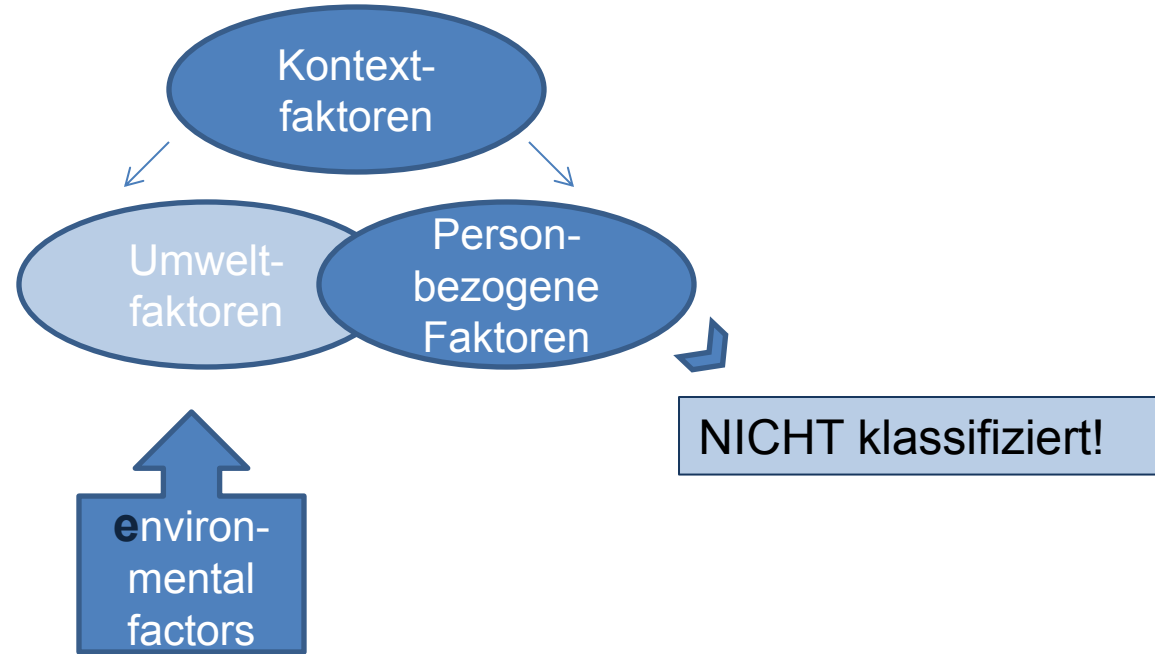 Kontext-
faktoren
Umwelt-
faktoren
Person-
bezogene
Faktoren
NICHT klassifiziert!
environ-
mental
factors